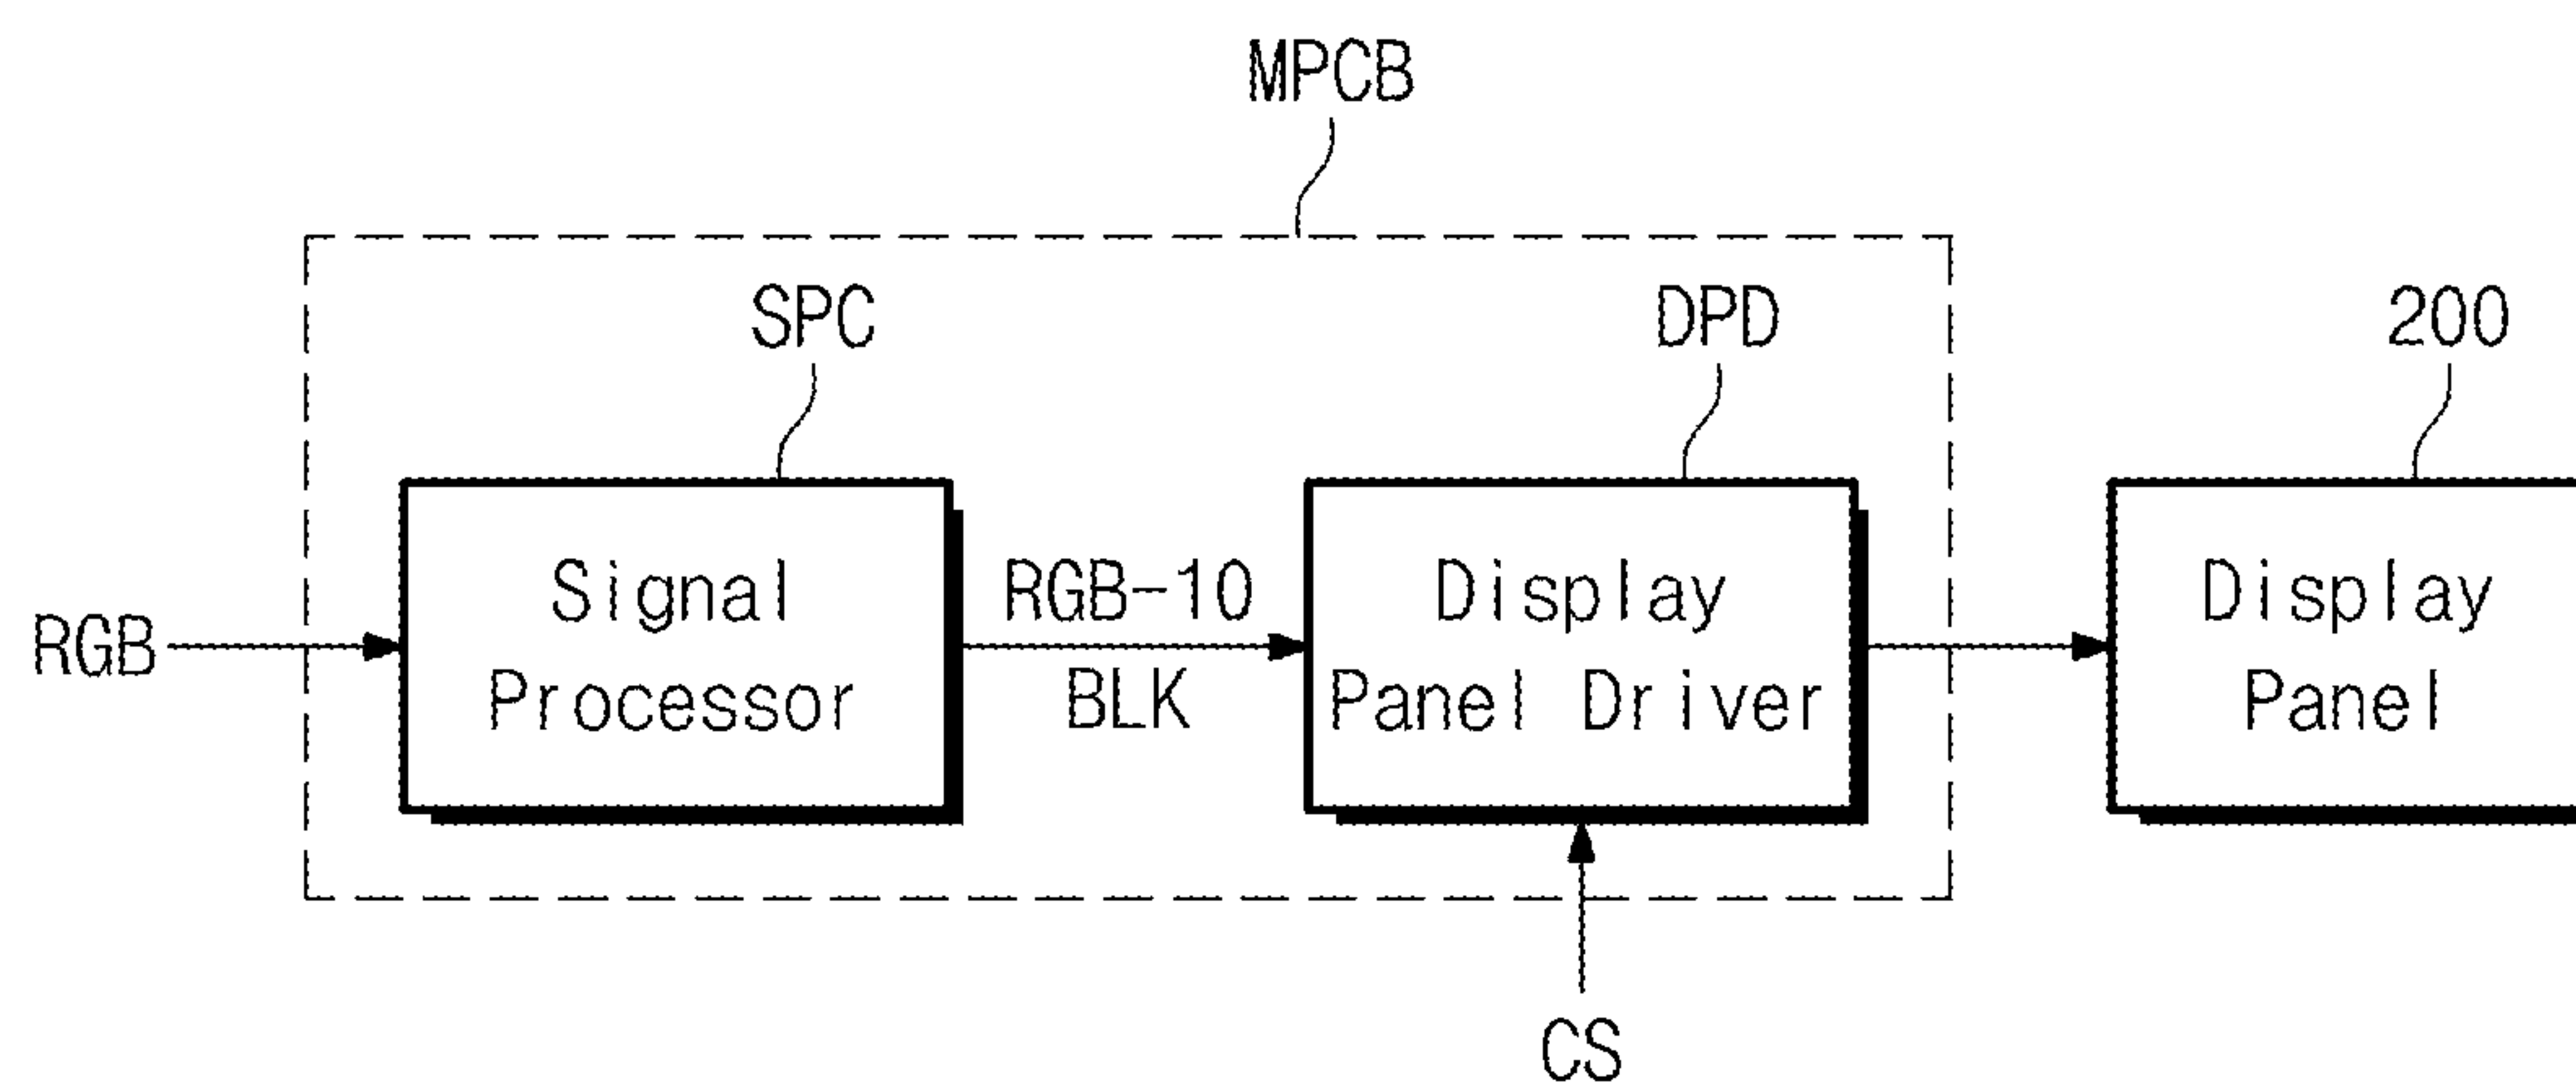 MPCB
SPC
DPD
200
RGB
Signal
Processor
RGB-10
BLK
Display
Panel Driver
Display
Panel
CS